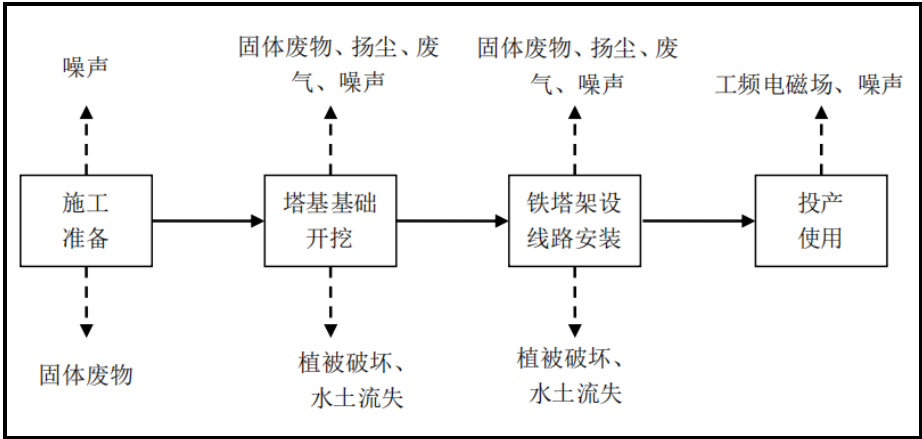 噪声
固体废物、扬尘、废
气、噪声
固体废物、扬尘、废
气、噪声
工频电磁场、噪声
施工
准备
塔基基础
开挖
铁塔架设
线路安装
投产
使用
固体废物
植被破坏、
水土流失
植被破坏、
水土流失